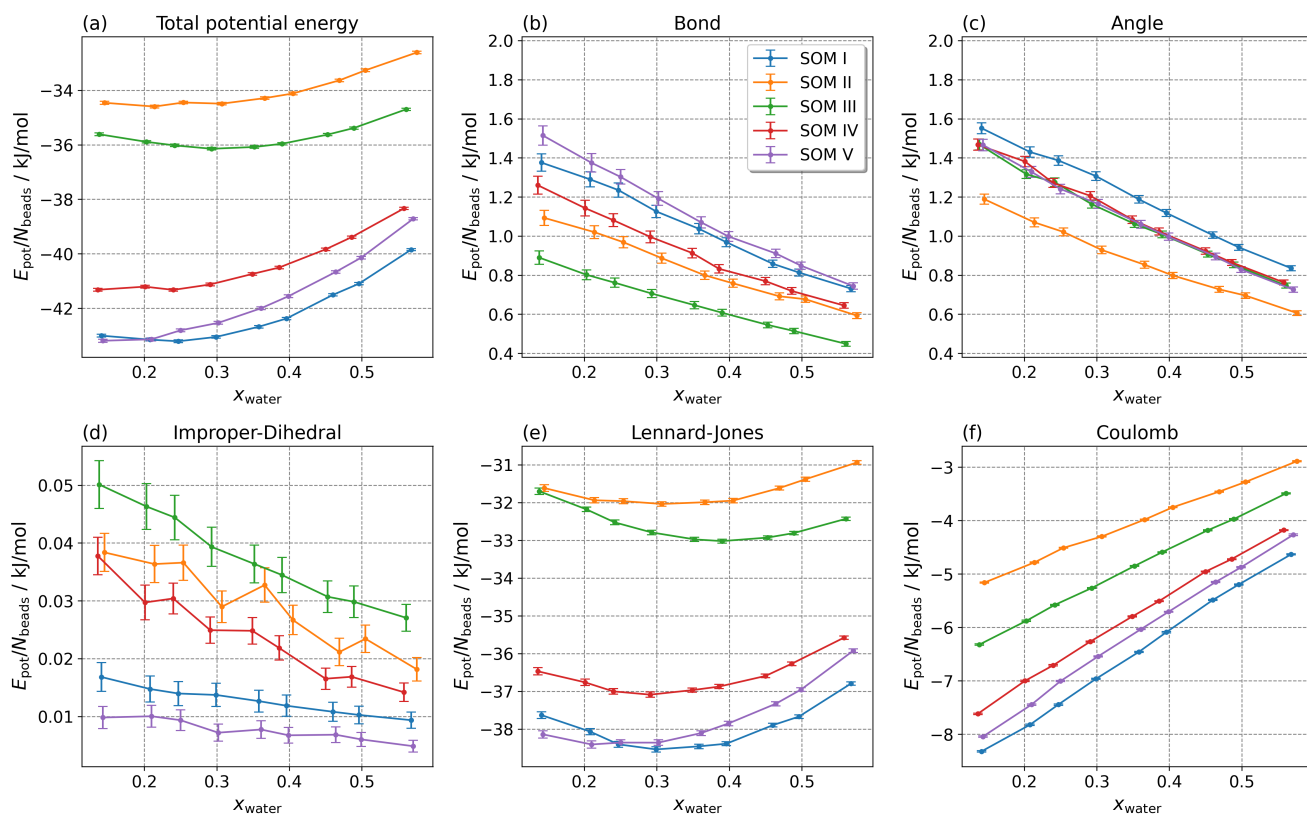 (a) Total potential energy
−34
−36
−38
−40
−42
0.2 0.3 0.4 0.5
E_pot/N_beads / kJ/mol
x_water
(b) Bond
2.0
1.8
1.6
1.4
1.2
1.0
0.8
0.6
0.4
0.2 0.3 0.4 0.5
E_pot/N_beads / kJ/mol
x_water
SOM I
SOM II
SOM III
SOM IV
SOM V
(c) Angle
2.0
1.8
1.6
1.4
1.2
1.0
0.8
0.6
0.4
0.2 0.3 0.4 0.5
E_pot/N_beads / kJ/mol
x_water
(d) Improper-Dihedral
0.05
0.04
0.03
0.02
0.01
0.2 0.3 0.4 0.5
E_pot/N_beads / kJ/mol
x_water
(e) Lennard-Jones
−31
−32
−33
−34
−35
−36
−37
−38
0.2 0.3 0.4 0.5
E_pot/N_beads / kJ/mol
x_water
(f) Coulomb
−3
−4
−5
−6
−7
−8
0.2 0.3 0.4 0.5
E_pot/N_beads / kJ/mol
x_water